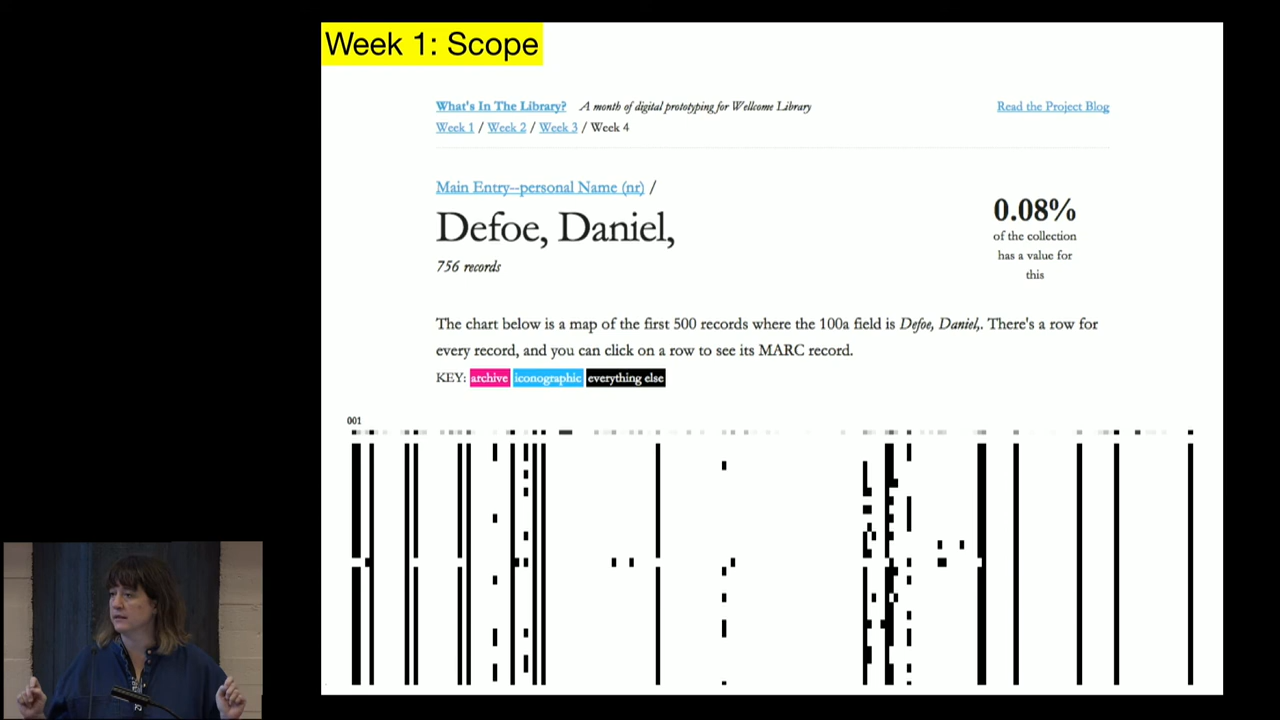 Week 1: Scope
What's In The Library? A month of digital prototyping for Wellcome Library
Read the Project Blog
Week 1 / Week 2 / Week 3 / Week 4
Main Entry--personal Name (nr) /
Defoe, Daniel,
756 records
0.08%
of the collection
has a value for
this
The chart below is a map of the first 500 records where the 100a field is Defoe, Daniel,. There's a row for
every record, and you can click on a row to see its MARC record.
KEY: archive iconographic everything else
001